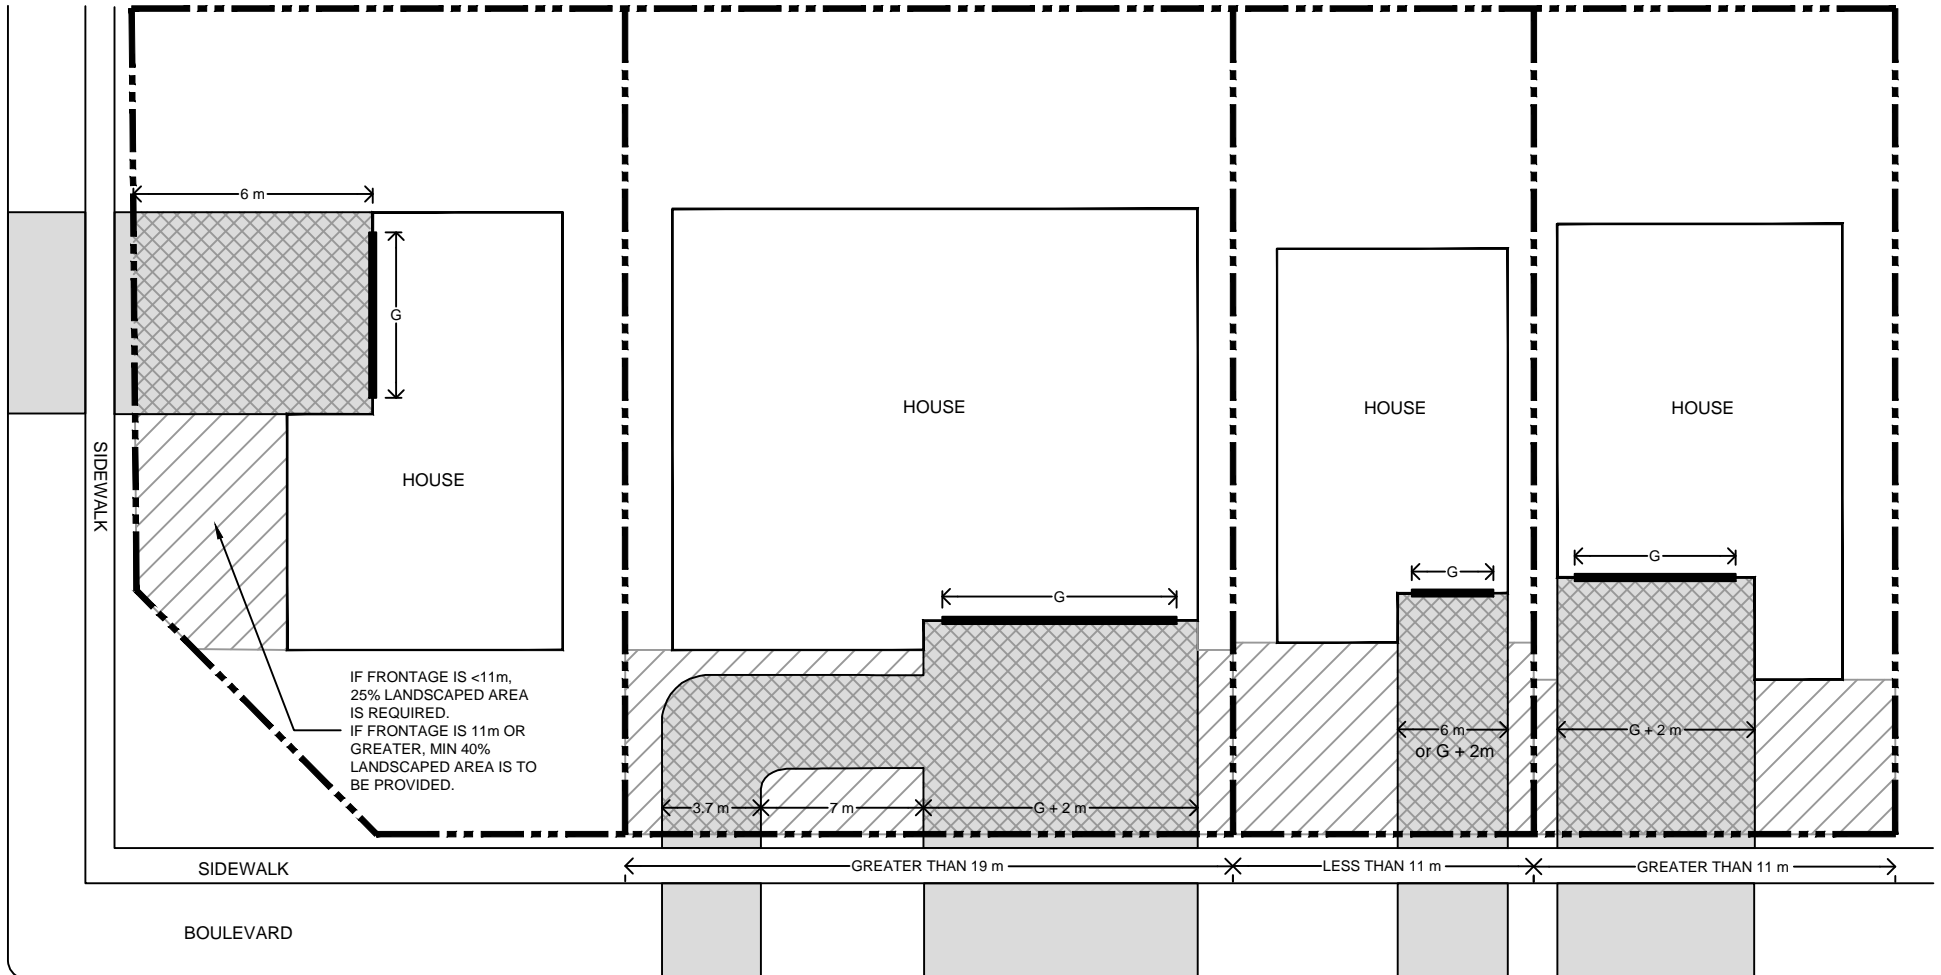 6 m
G
SIDEWALK
HOUSE
IF FRONTAGE IS <11m,
25% LANDSCAPED AREA
IS REQUIRED.
IF FRONTAGE IS 11m OR
GREATER, MIN 40%
LANDSCAPED AREA IS TO
BE PROVIDED.
HOUSE
G
3.7 m
7 m
G + 2 m
HOUSE
G
6 m
or G + 2m
HOUSE
G
G + 2 m
SIDEWALK
GREATER THAN 19 m
LESS THAN 11 m
GREATER THAN 11 m
BOULEVARD